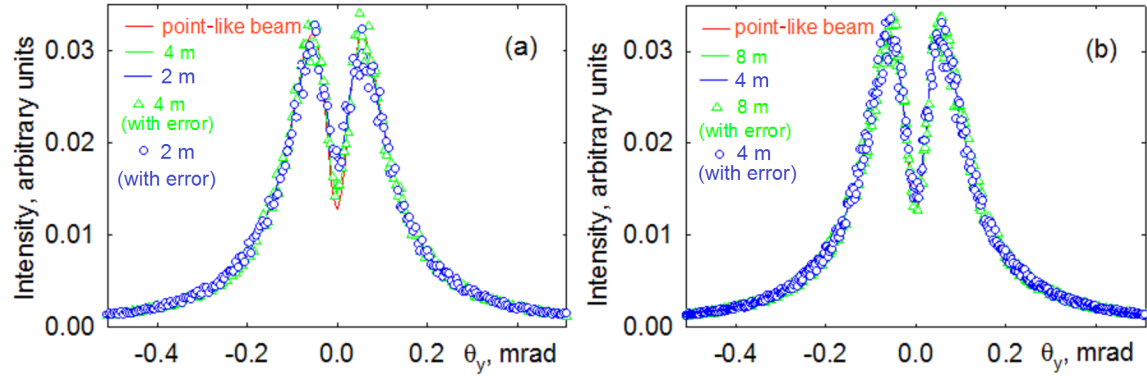 point-like beam
4 m
2 m
4 m
(with error)
2 m
(with error)
(a)
Intensity, arbitrary units
0.03
0.02
0.01
0.00
-0.4
-0.2
0.0
0.2
θy, mrad
point-like beam
8 m
4 m
8 m
(with error)
4 m
(with error)
(b)
Intensity, arbitrary units
0.03
0.02
0.01
0.00
-0.4
-0.2
0.0
0.2
θy, mrad